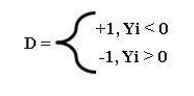 +1, Yi < 0
D =
-1, Yi > 0